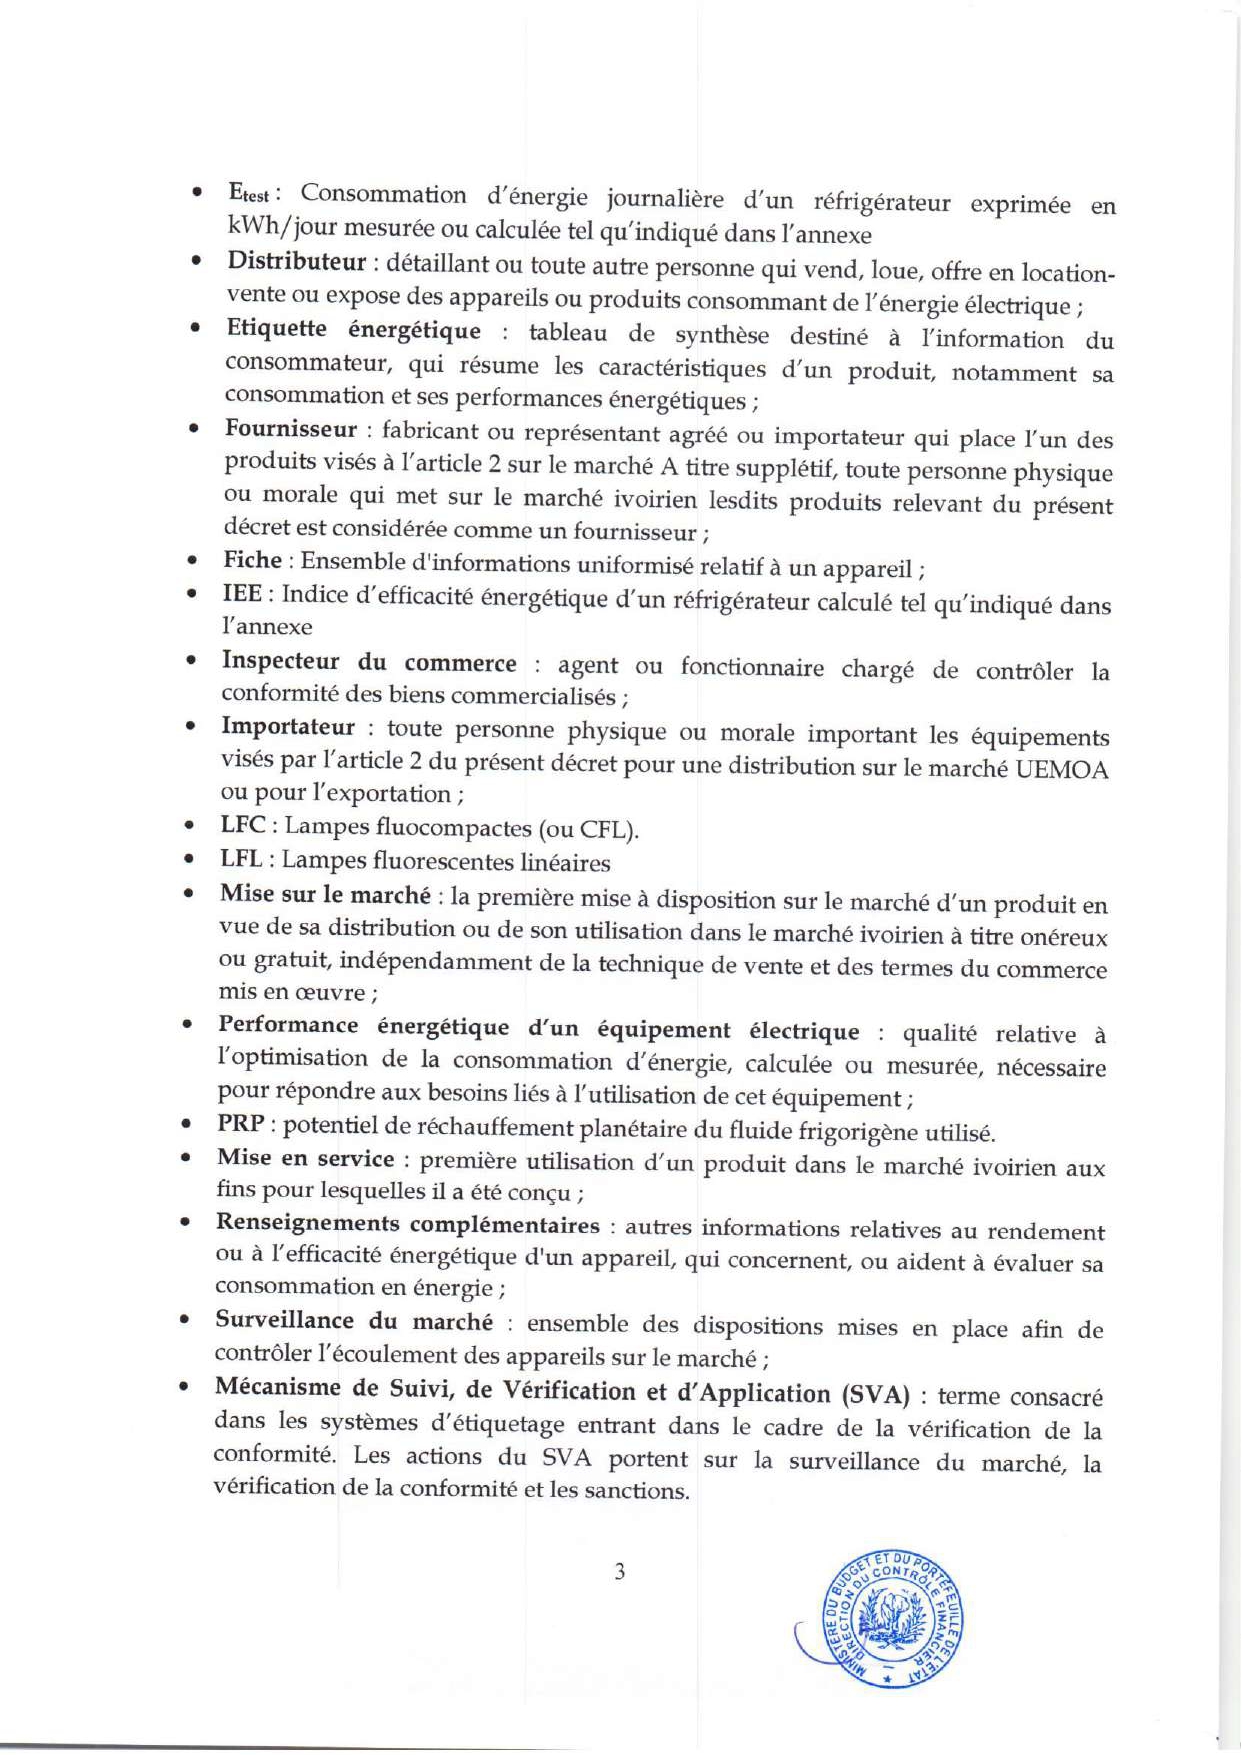 • Etest : Consommation d'énergie journalière d'un réfrigérateur exprimée en
kWh/jour mesurée ou calculée tel qu'indiqué dans l'annexe
• Distributeur : détaillant ou toute autre personne qui vend, loue, offre en location-
vente ou expose des appareils ou produits consommant de l'énergie électrique ;
• Etiquette énergétique : tableau de synthèse destiné à l'information du
consommateur, qui résume les caractéristiques d'un produit, notamment sa
consommation et ses performances énergétiques ;
• Fournisseur : fabricant ou représentant agréé ou importateur qui place l'un des
produits visés à l'article 2 sur le marché A titre supplétif, toute personne physique
ou morale qui met sur le marché ivoirien lesdits produits relevant du présent
décret est considérée comme un fournisseur ;
• Fiche : Ensemble d'informations uniformisé relatif à un appareil ;
• IEE : Indice d'efficacité énergétique d'un réfrigérateur calculé tel qu'indiqué dans
l'annexe
• Inspecteur du commerce : agent ou fonctionnaire chargé de contrôler la
conformité des biens commercialisés ;
• Importateur : toute personne physique ou morale important les équipements
visés par l'article 2 du présent décret pour une distribution sur le marché UEMOA
ou pour l'exportation ;
• LFC : Lampes fluocompactes (ou CFL).
• LFL : Lampes fluorescentes linéaires
• Mise sur le marché : la première mise à disposition sur le marché d'un produit en
vue de sa distribution ou de son utilisation dans le marché ivoirien à titre onéreux
ou gratuit, indépendamment de la technique de vente et des termes du commerce
mis en œuvre ;
• Performance énergétique d'un équipement électrique : qualité relative à
l'optimisation de la consommation d'énergie, calculée ou mesurée, nécessaire
pour répondre aux besoins liés à l'utilisation de cet équipement ;
• PRP : potentiel de réchauffement planétaire du fluide frigorigène utilisé.
• Mise en service : première utilisation d'un produit dans le marché ivoirien aux
fins pour lesquelles il a été conçu ;
• Renseignements complémentaires : autres informations relatives au rendement
ou à l'efficacité énergétique d'un appareil, qui concernent, ou aident à évaluer sa
consommation en énergie ;
• Surveillance du marché : ensemble des dispositions mises en place afin de
contrôler l'écoulement des appareils sur le marché ;
• Mécanisme de Suivi, de Vérification et d'Application (SVA) : terme consacré
dans les systèmes d'étiquetage entrant dans le cadre de la vérification de la
conformité. Les actions du SVA portent sur la surveillance du marché, la
vérification de la conformité et les sanctions.
3
MINISTERE DU BUDGET ET DU PORTEFEUILLE DE L'ETAT
DIRECTION DU CONTRÔLE FINANCIER